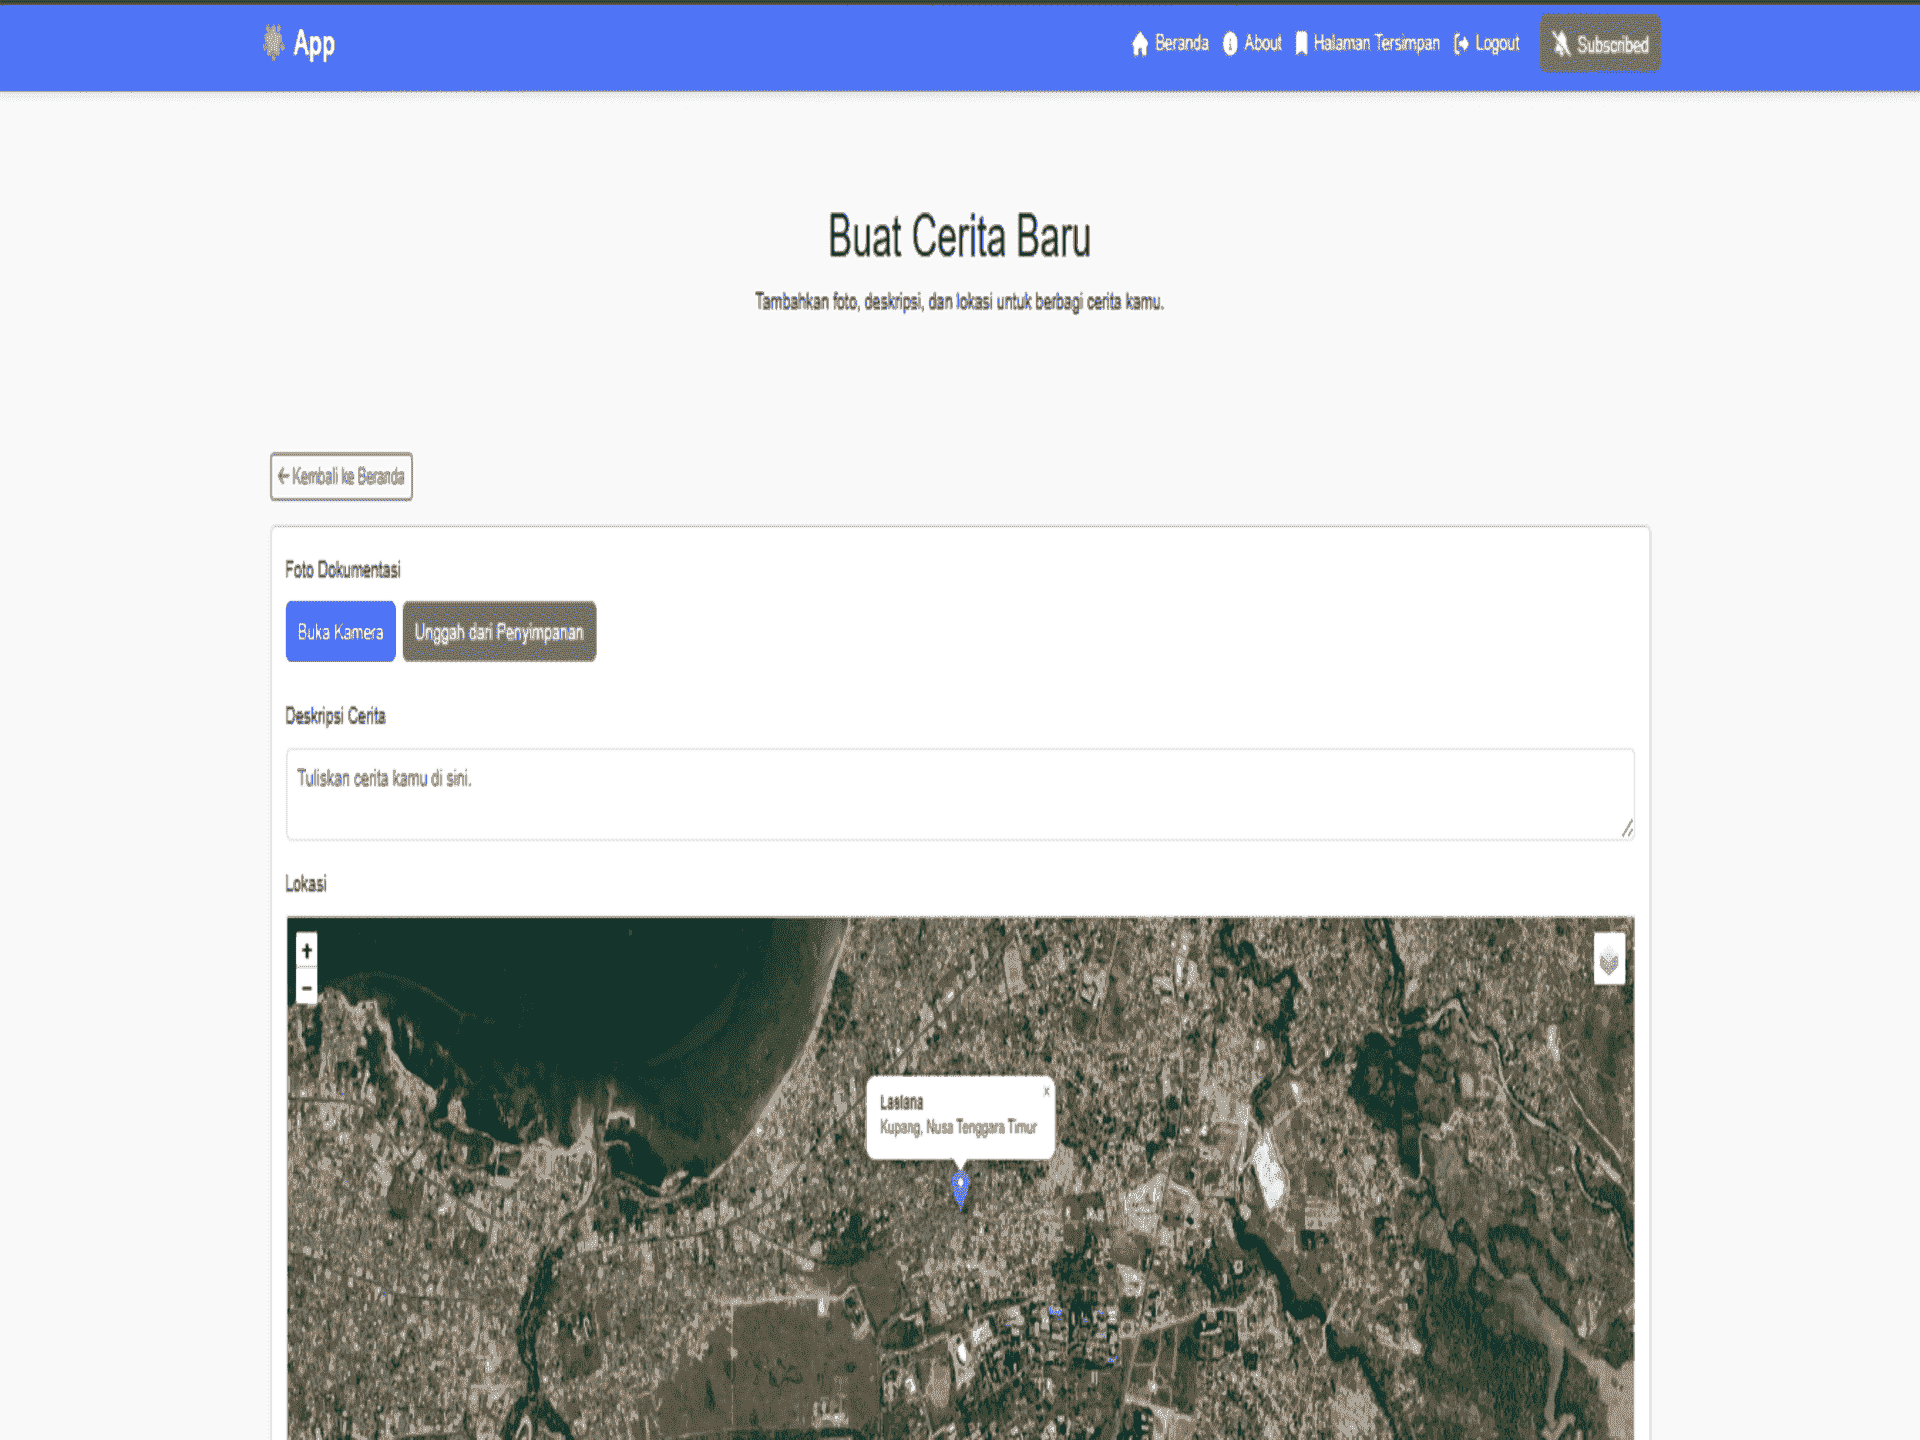 App
Beranda About Halaman Tersimpan Logout Subscribed
Buat Cerita Baru
Tambahkan foto, deskripsi, dan lokasi untuk berbagi cerita kamu.
← Kembali ke Beranda
Foto Dokumentasi
Buka Kamera Unggah dari Penyimpanan
Deskripsi Cerita
Tuliskan cerita kamu di sini.
Lokasi
+
−
×
Lasiana
Kupang, Nusa Tenggara Timur